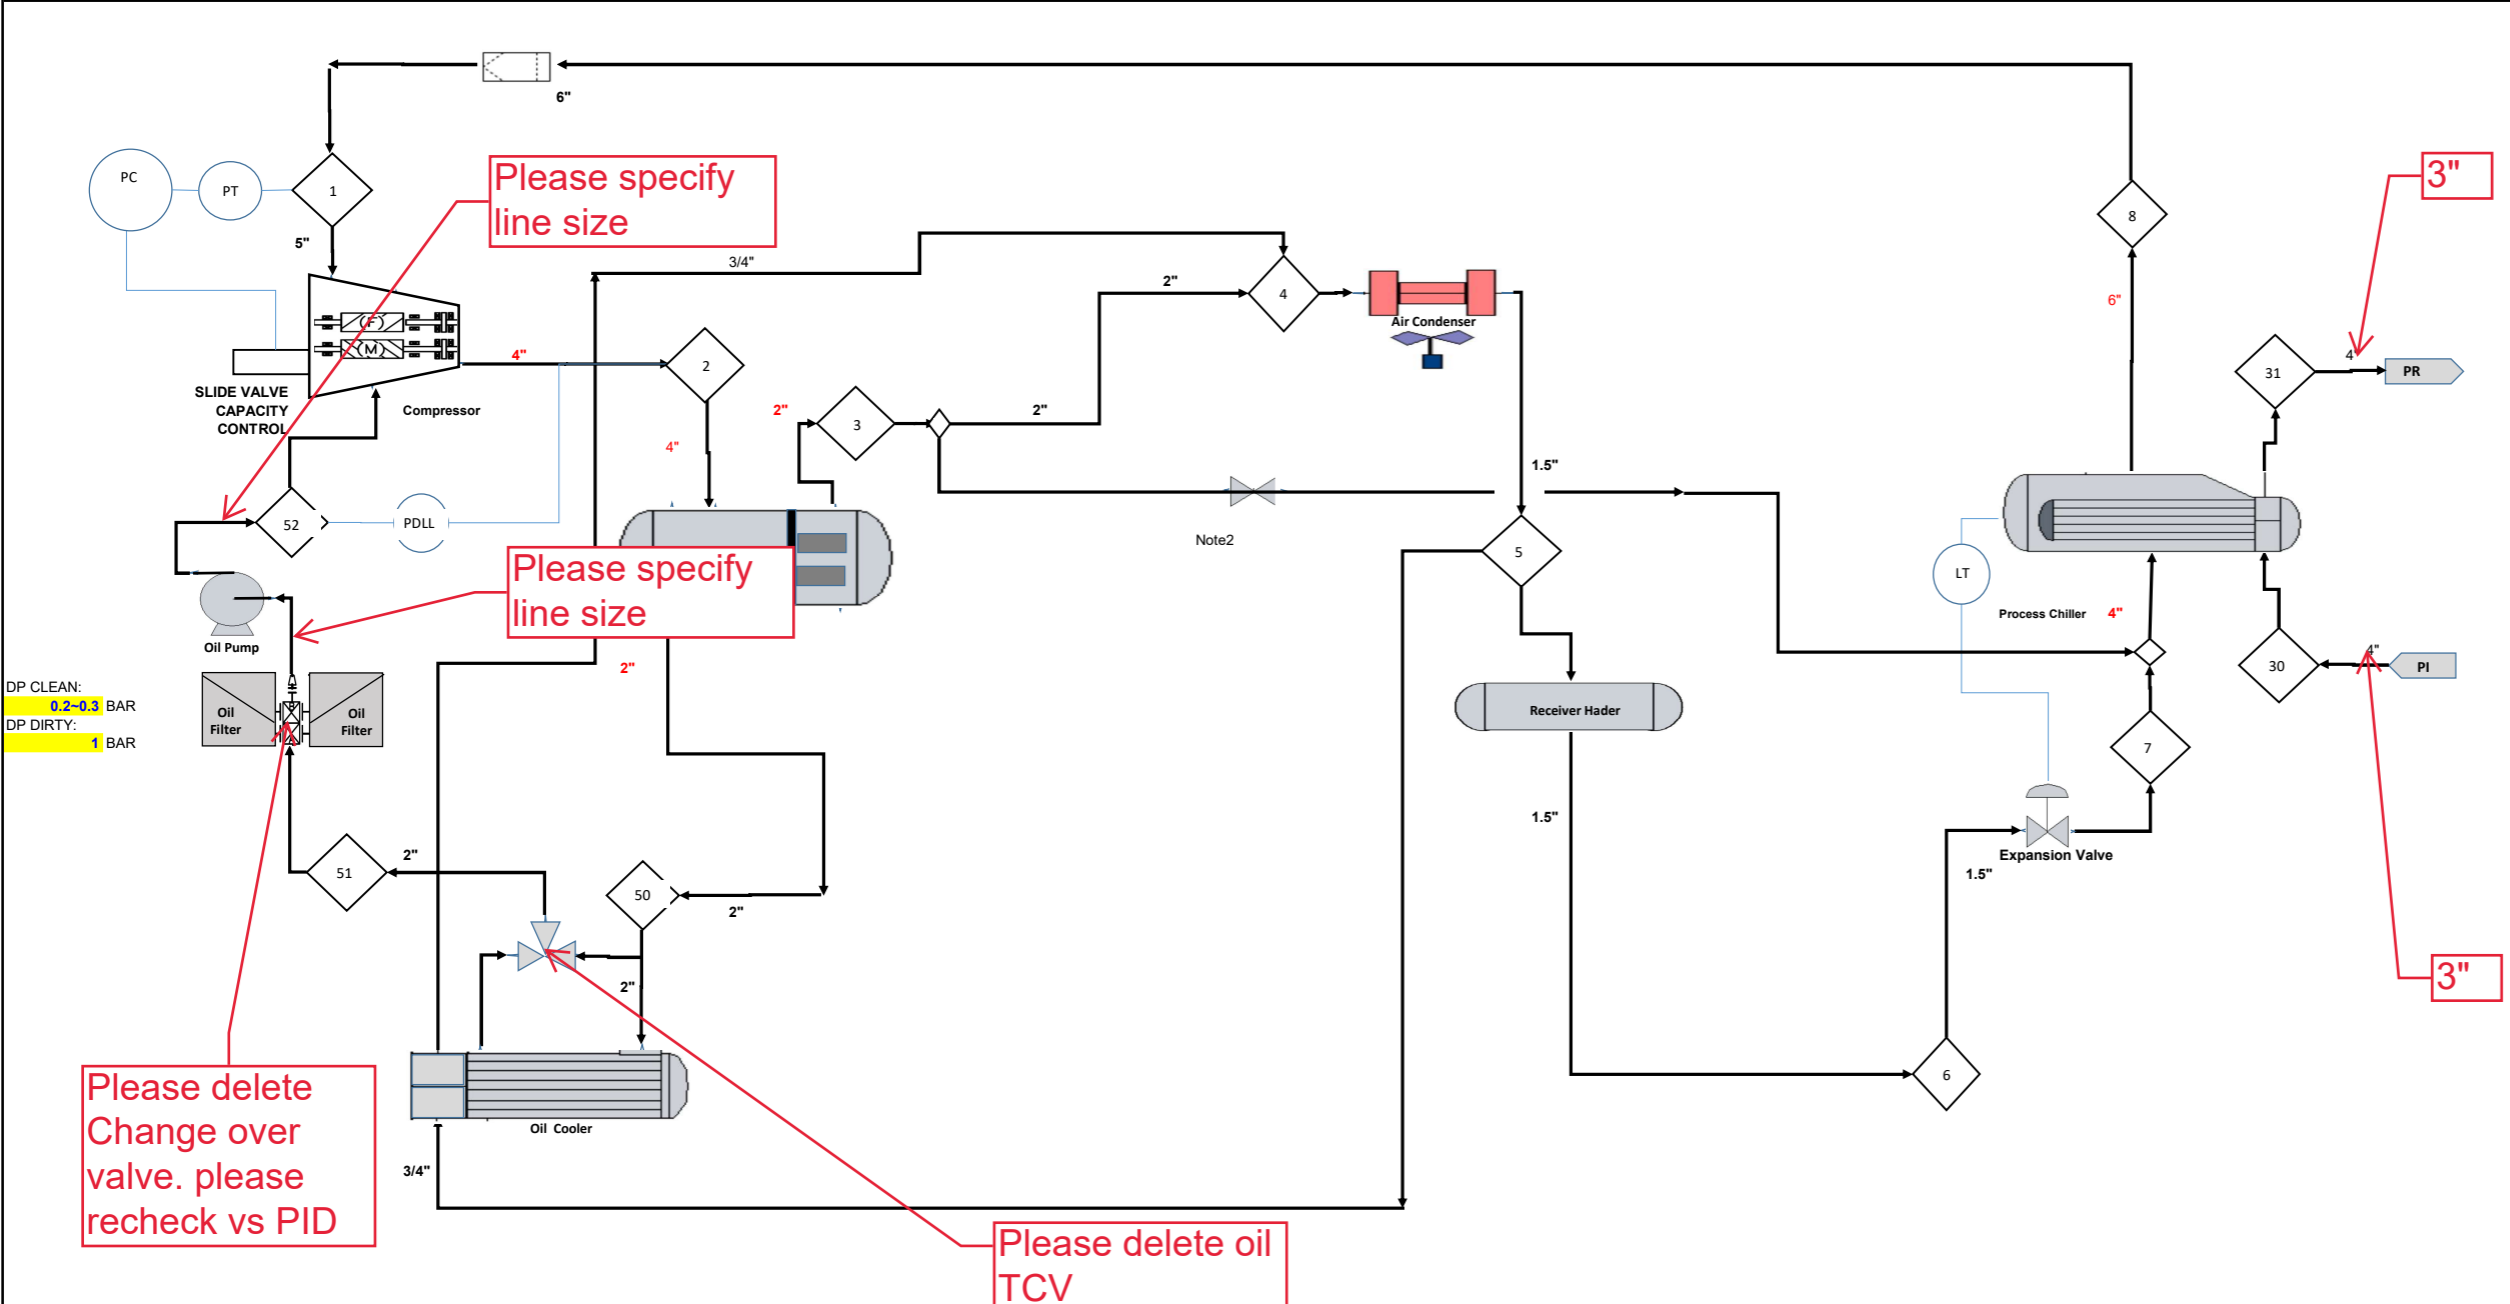 6"
PC
PT
1
5"
Please specify
line size
3"
8
3/4"
2"
4
6"
Air Condenser
F
M
4"
2
4"
31
PR
SLIDE VALVE
CAPACITY
CONTROL
Compressor
2"
3
2"
4"
1.5"
52
PDLL
Note2
5
LT
Please specify
line size
Process Chiller
4"
Oil Pump
2"
4"
30
PI
DP CLEAN:
0.2~0.3 BAR
DP DIRTY:
1 BAR
Oil
Filter
Oil
Filter
Receiver Hader
7
1.5"
Expansion Valve
51
2"
50
2"
1.5"
2"
3"
Please delete
Change over
valve. please
recheck vs PID
6
Oil Cooler
3/4"
Please delete oil
TCV